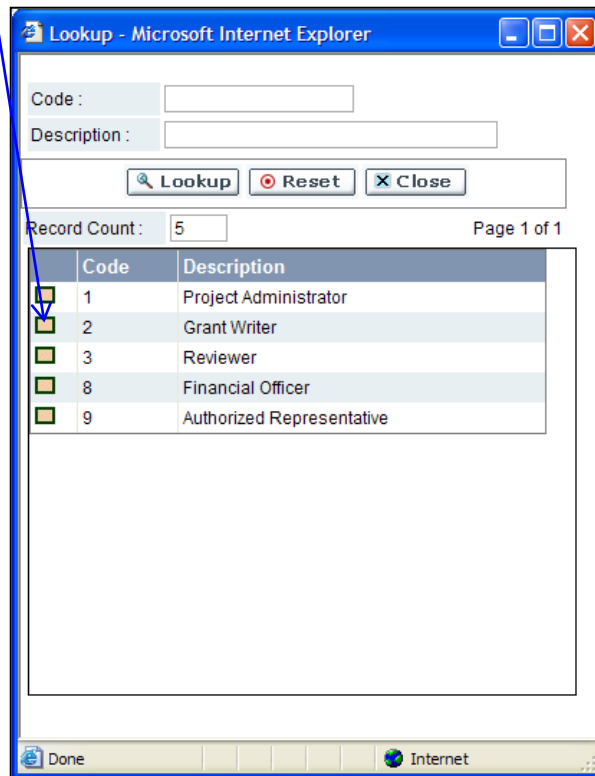 Lookup - Microsoft Internet Explorer
Code :
Description :
Lookup Reset Close
Record Count : 5 Page 1 of 1
Code Description
1 Project Administrator
2 Grant Writer
3 Reviewer
8 Financial Officer
9 Authorized Representative
Done Internet